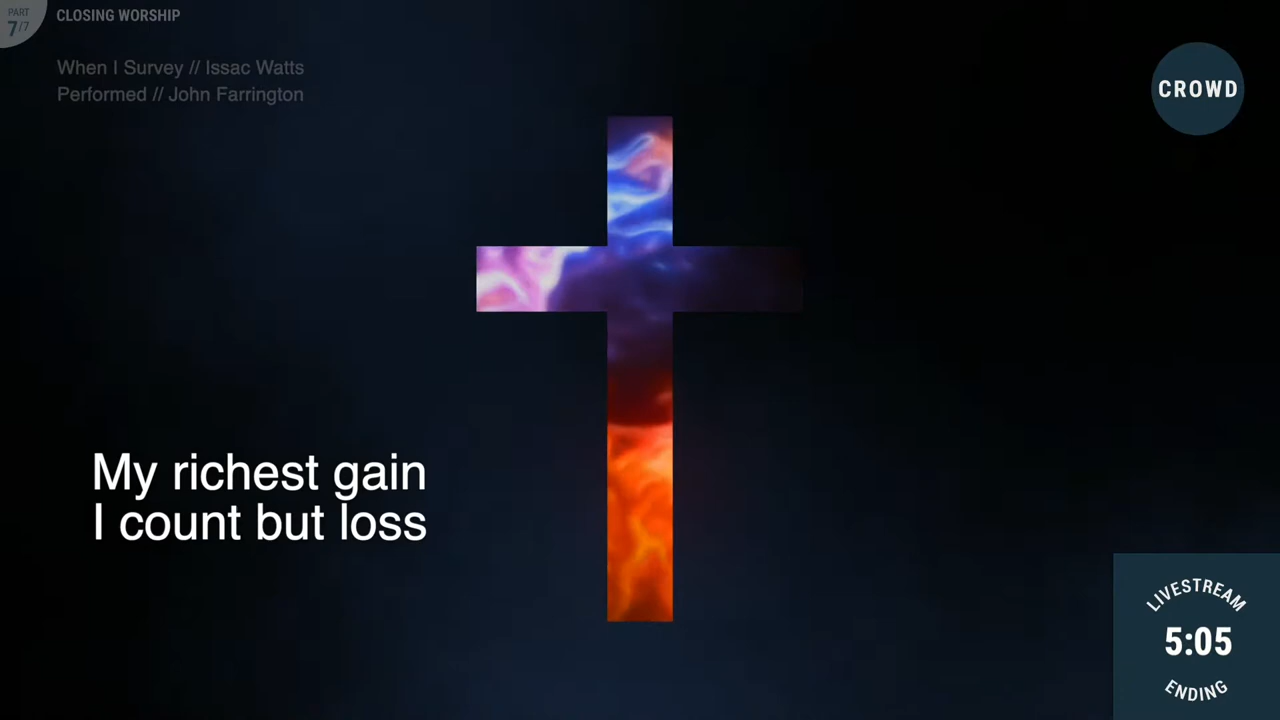 PART
7/7
CLOSING WORSHIP
When I Survey // Issac Watts
Performed // John Farrington
CROWD
My richest gain
I count but loss
LIVESTREAM
5:05
ENDING